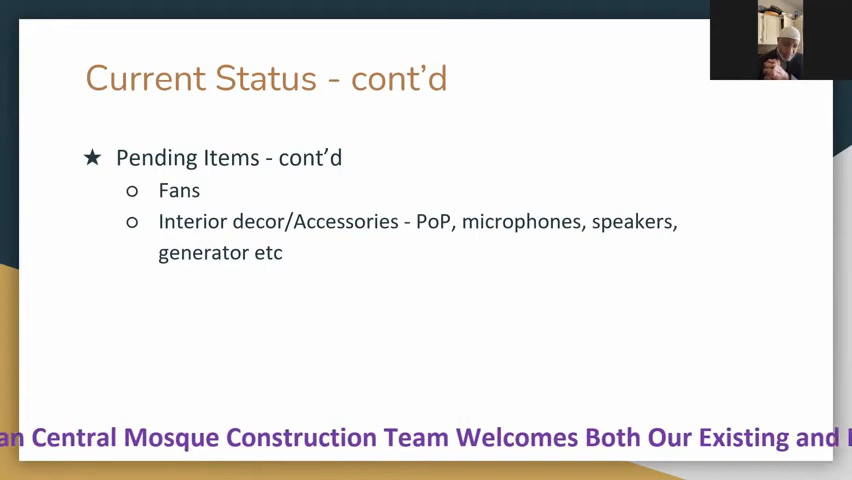 Current Status - cont’d
★ Pending Items - cont’d
○ Fans
○ Interior decor/Accessories - PoP, microphones, speakers,
generator etc
Central Mosque Construction Team Welcomes Both Our Existing and